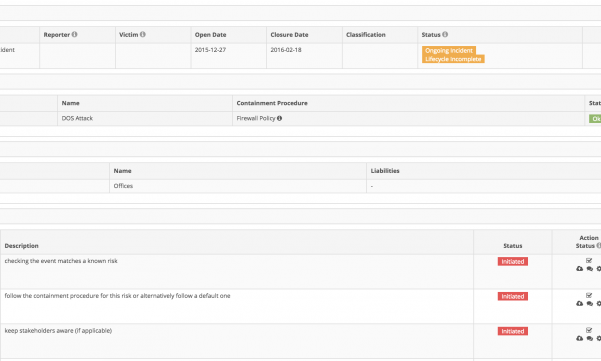 Reporter Victim Open Date Closure Date Classification Status
ident 2015-12-27 2016-02-18 Ongoing Incident
Lifecycle Incomplete
Name Containment Procedure Stat
DOS Attack Firewall Policy Ok
Name Liabilities
Offices -
Description Status Action
Status
checking the event matches a known risk Initiated
follow the containment procedure for this risk or alternatively follow a default one Initiated
keep stakeholders aware (if applicable) Initiated